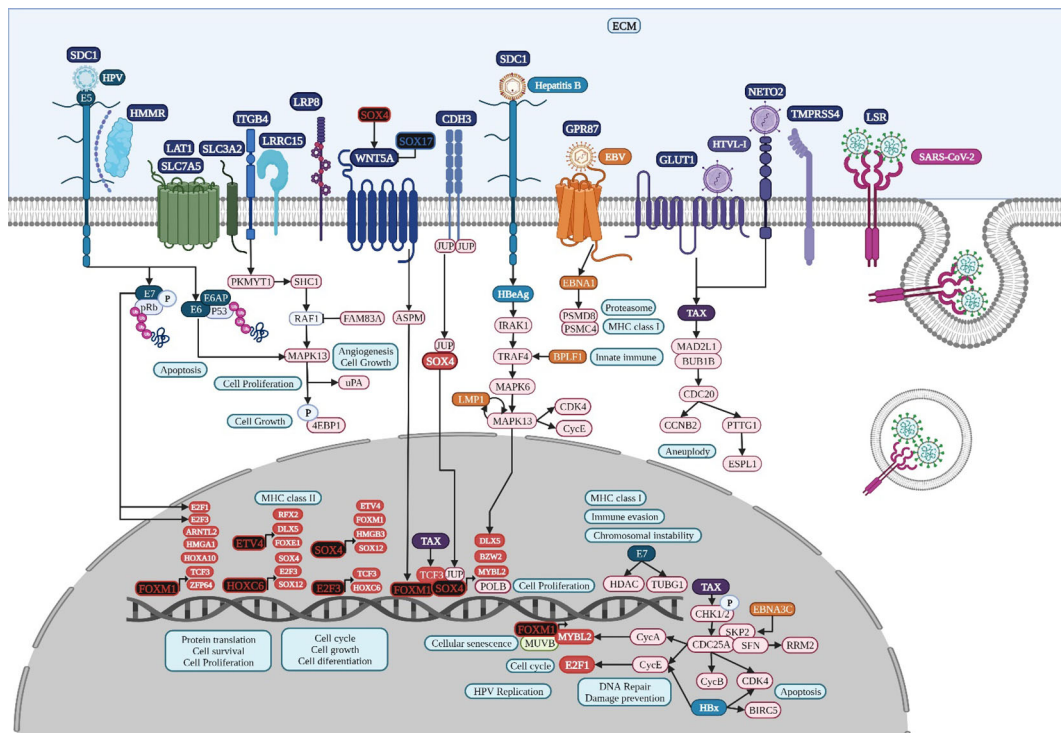 ECM
SDC1
HPV
E5
HMMR
LAT1
SLC7A5
SLC3A2
ITGB4
LRRC15
LRP8
SOX4
SOX17
WNT5A
CDH3
SDC1
Hepatitis B
GPR87
EBV
GLUT1
HTVL-I
NETO2
TMPRSS4
LSR
SARS-CoV-2
JUP
JUP
E7
P
pRb
E6AP
E6
P53
Ub
Ub
Ub
Ub
Ub
Ub
PKMYT1
SHC1
RAF1
FAM83A
MAPK13
Angiogenesis
Cell Growth
Apoptosis
Cell Proliferation
uPA
Cell Growth
P
4EBP1
ASPM
JUP
SOX4
HBeAg
IRAK1
TRAF4
BPLF1
Innate immune
MAPK6
LMP1
MAPK13
CDK4
CycE
EBNA1
PSMD8
PSMC4
Proteasome
MHC class I
TAX
MAD2L1
BUB1B
CDC20
CCNB2
PTTG1
Aneuplody
ESPL1
E2F1
E2F3
ARNTL2
HMGA1
HOXA10
TCF3
ZFP64
FOXM1
MHC class II
RFX2
DLX5
FOXE1
SOX4
E2F3
SOX12
ETV4
HOXC6
ETV4
FOXM1
HMGB3
SOX12
SOX4
TCF3
HOXC6
E2F3
TAX
TCF3
JUP
FOXM1
SOX4
DLX5
BZW2
MYBL2
POLB
Cell Proliferation
MHC class I
Immune evasion
Chromosomal instability
E7
HDAC
TUBG1
TAX
P
CHK1/2
EBNA3C
SKP2
CDC25A
SFN
RRM2
Protein translation
Cell survival
Cell Proliferation
Cell cycle
Cell growth
Cell diferentiation
Cellular senescence
FOXM1
MUVB
MYBL2
CycA
Cell cycle
E2F1
CycE
CycB
CDK4
Apoptosis
HPV Replication
DNA Repair
Damage prevention
HBx
BIRC5